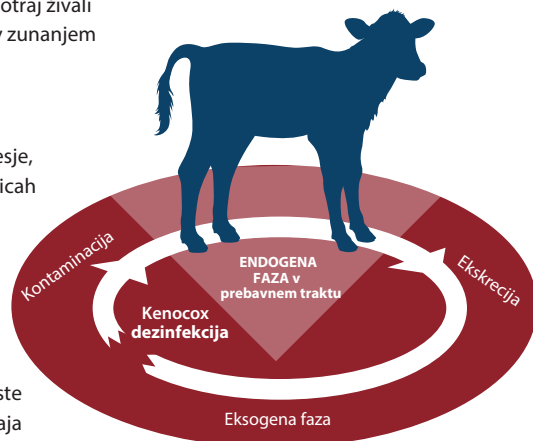 otraj živali
v zunanjem
esje,
icah
Kontaminacija
ENDOGENA
FAZA v
prebavnem traktu
Ekskrecija
Kenocox
dezinfekcija
Eksogena faza
ste
aja